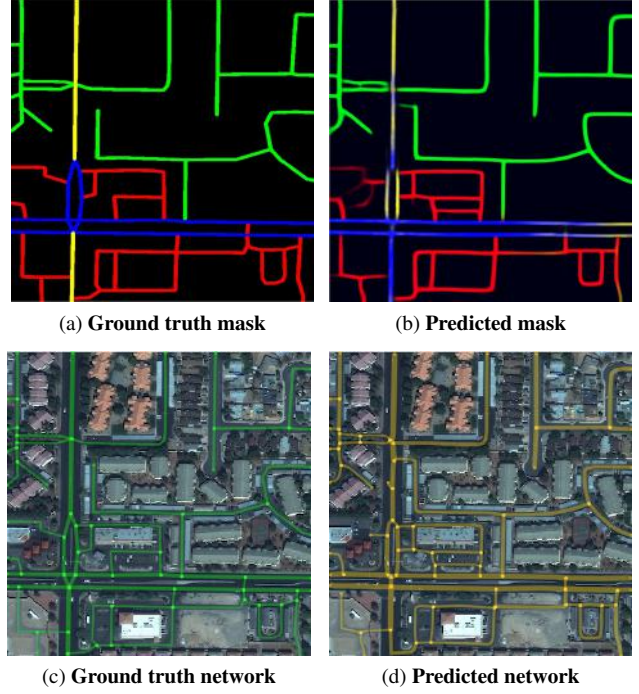 (a) Ground truth mask
(b) Predicted mask
(c) Ground truth network
(d) Predicted network